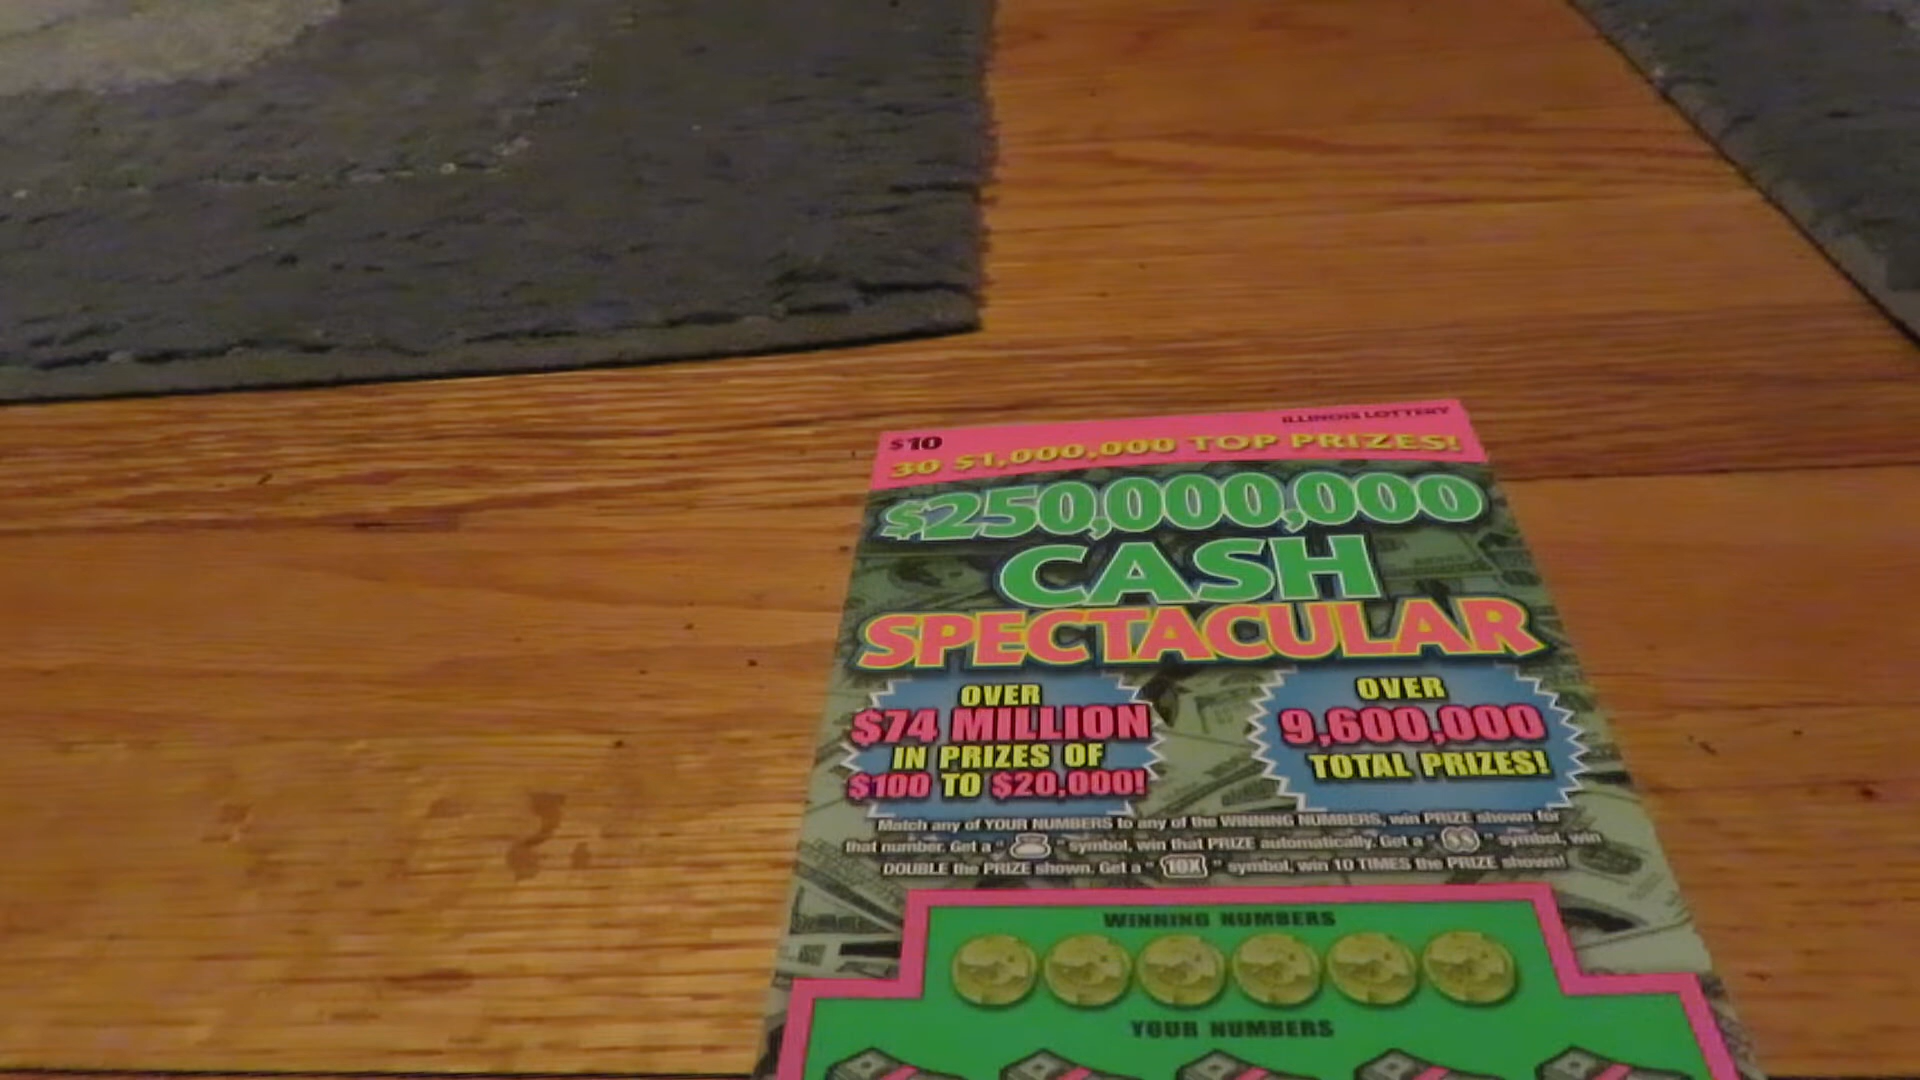 ILLINOIS LOTTERY
$10
30 $1,000,000 TOP PRIZES!
$250,000,000
CASH
SPECTACULAR
OVER
$74 MILLION
IN PRIZES OF
$100 TO $20,000!
OVER
9,600,000
TOTAL PRIZES!
Match any of YOUR NUMBERS to any of the WINNING NUMBERS, win PRIZE shown for
that number. Get a " " symbol, win that PRIZE automatically. Get a "$$" symbol, win
DOUBLE the PRIZE shown. Get a "10X" symbol, win 10 TIMES the PRIZE shown!
WINNING NUMBERS
YOUR NUMBERS